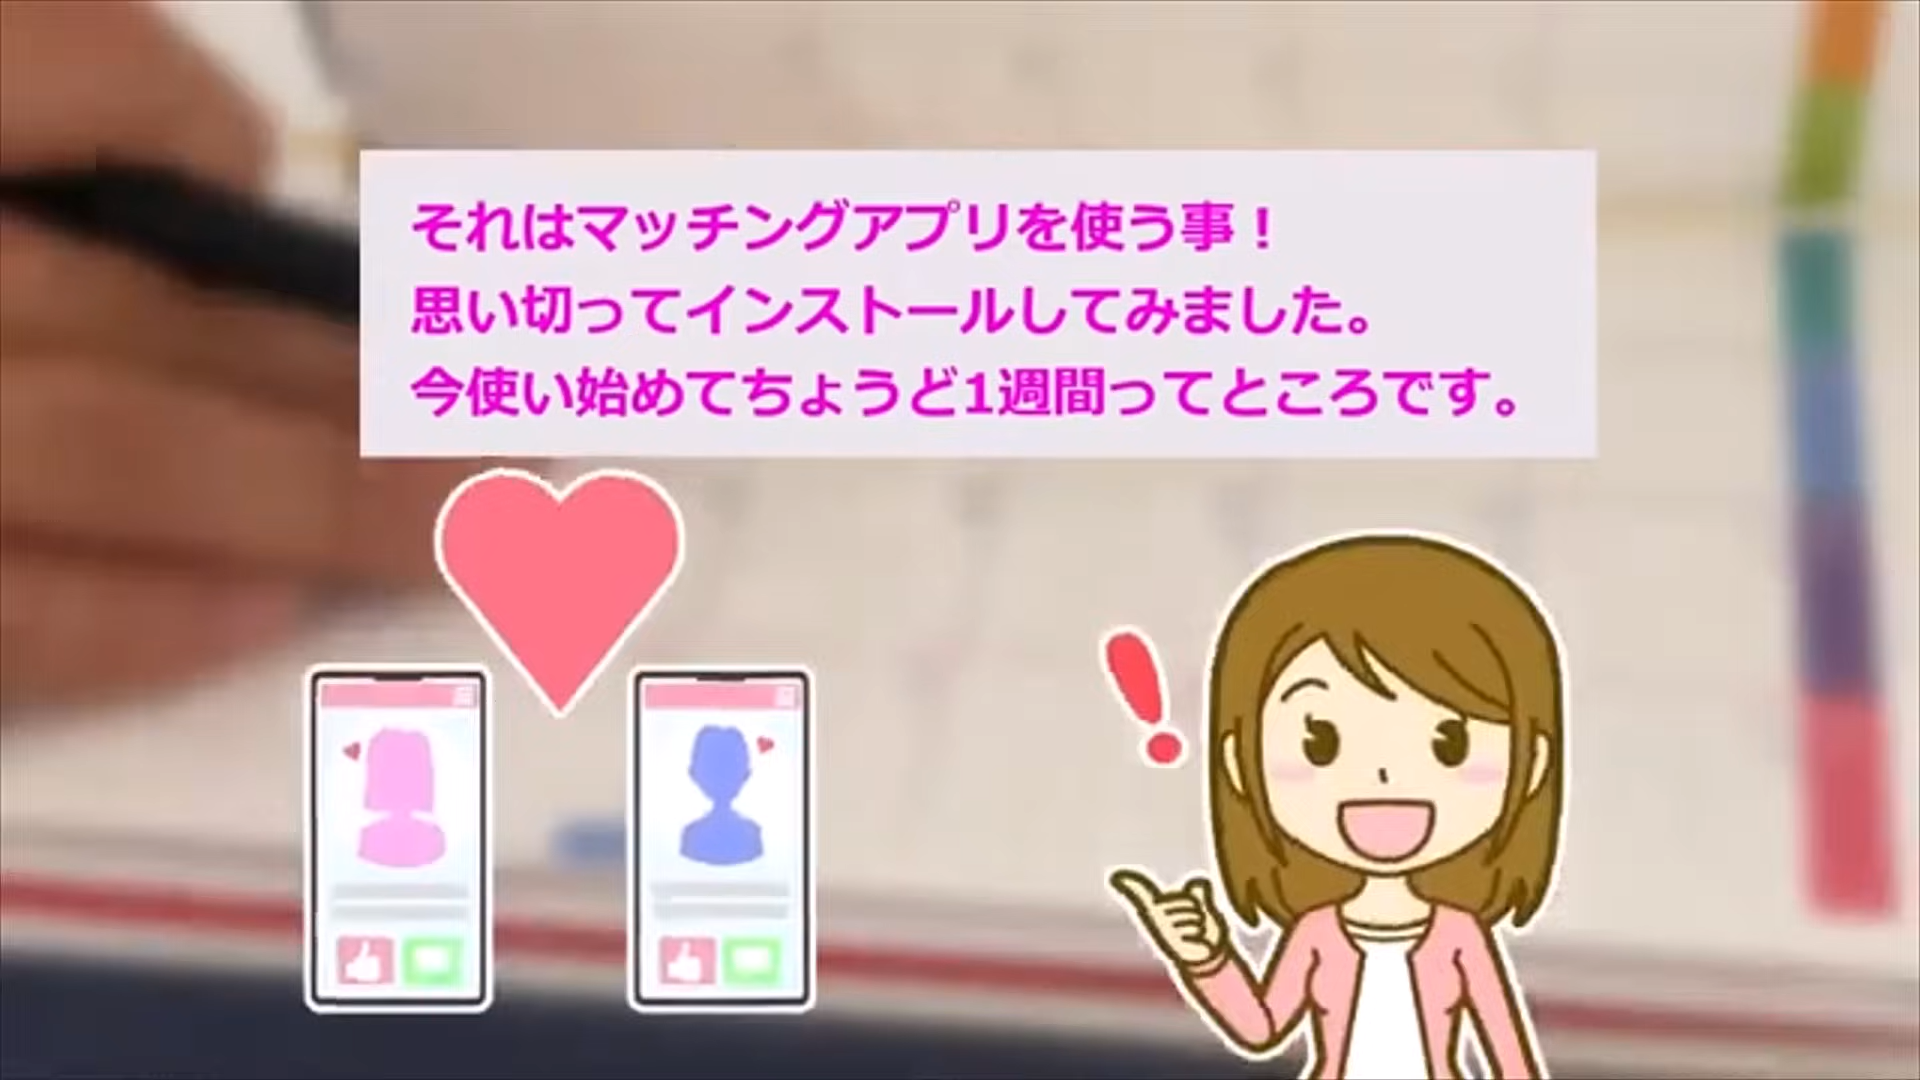 それはマッチングアプリを使う事！
思い切ってインストールしてみました。
今使い始めてちょうど1週間ってところです。